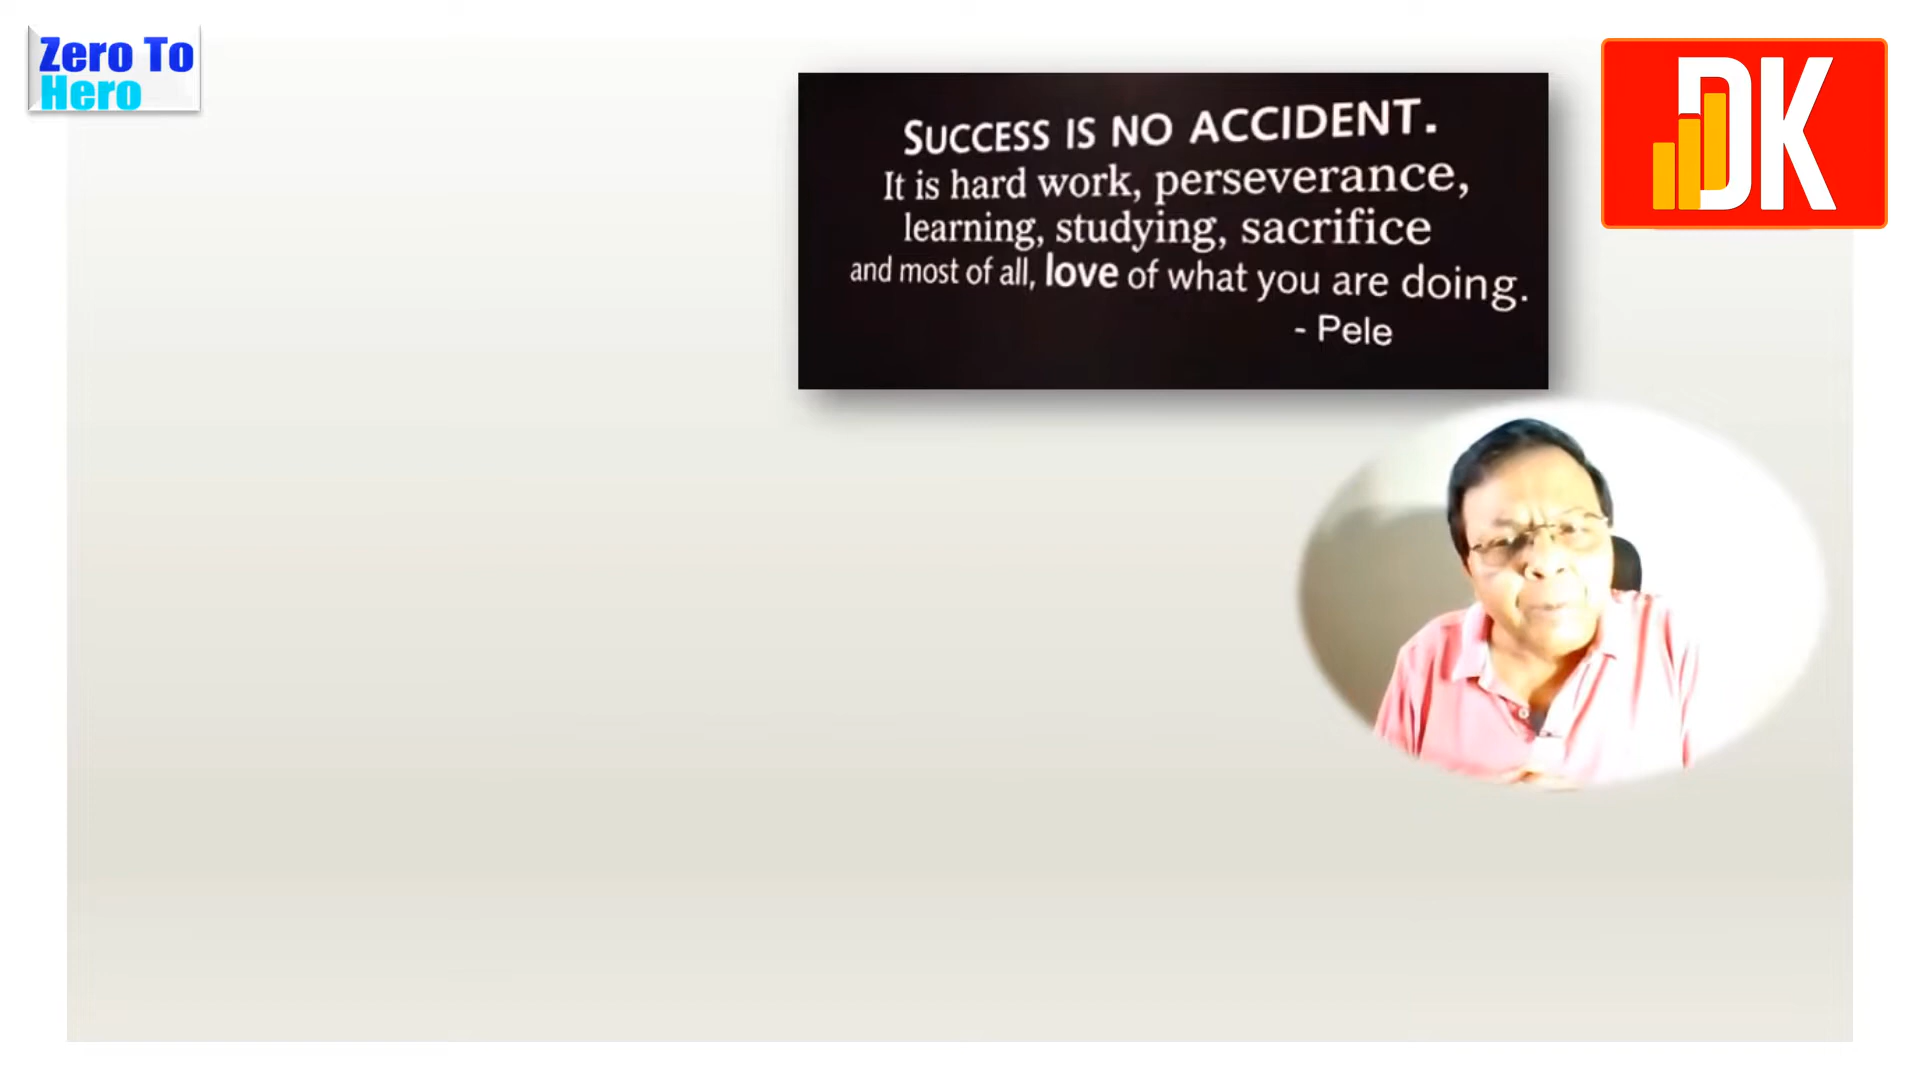 Zero To
Hero
SUCCESS IS NO ACCIDENT.
It is hard work, perseverance,
learning, studying, sacrifice
and most of all, love of what you are doing.
- Pele
DK